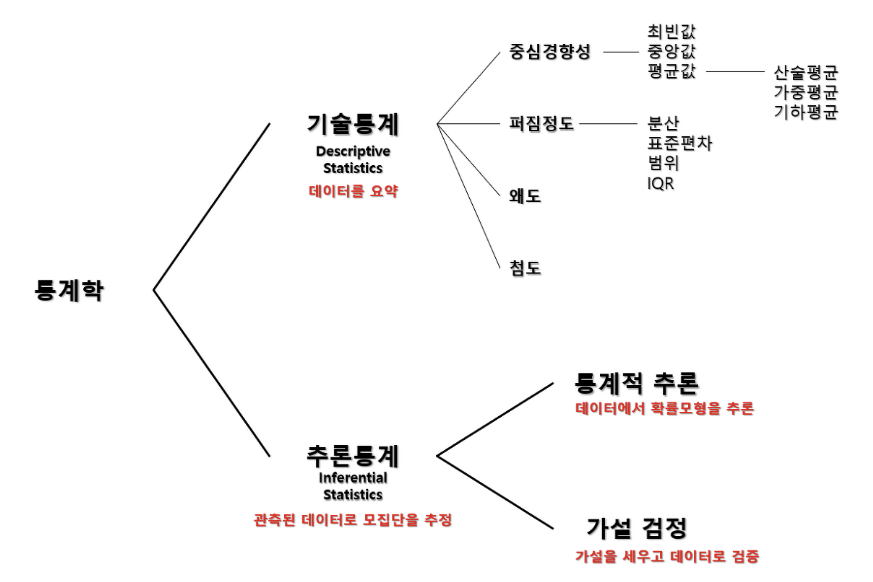 통계학
기술통계
Descriptive
Statistics
데이터를 요약
중심경향성
최빈값
중앙값
평균값
산술평균
가중평균
기하평균
퍼짐정도
분산
표준편차
범위
IQR
왜도
첨도
추론통계
Inferential
Statistics
관측된 데이터로 모집단을 추정
통계적 추론
데이터에서 확률모형을 추론
가설 검정
가설을 세우고 데이터로 검증